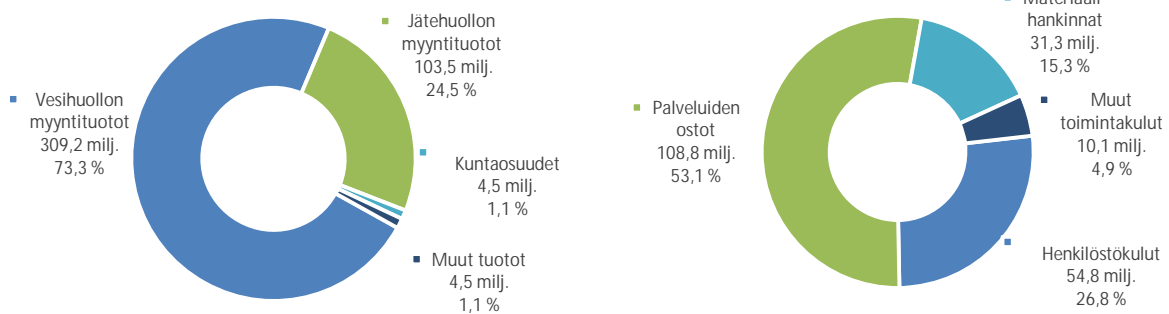 Jätehuollon
myyntituotot
103,5 milj.
24,5 %
Vesihuollon
myyntituotot
309,2 milj.
73,3 %
Kuntaosuudet
4,5 milj.
1,1 %
Muut tuotot
4,5 milj.
1,1 %
hankinnat
31,3 milj.
15,3 %
Palveluiden
ostot
108,8 milj.
53,1 %
Muut
toimintakulut
10,1 milj.
4,9 %
Henkilöstökulut
54,8 milj.
26,8 %